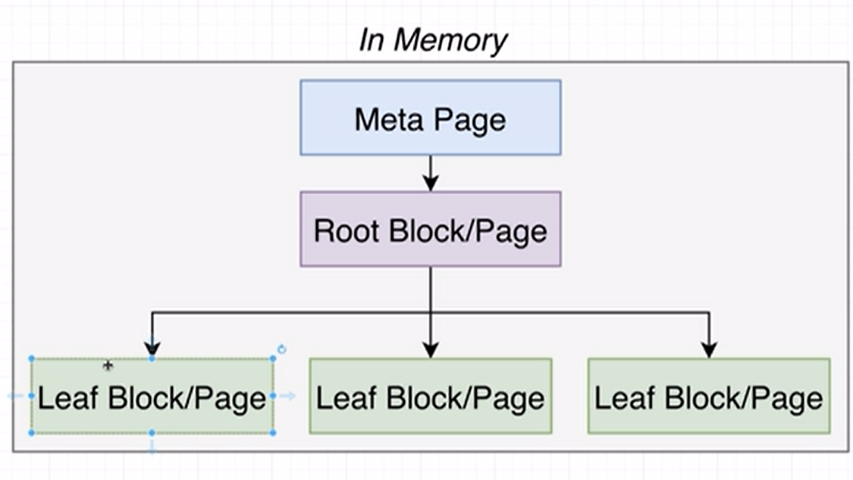 In Memory
Meta Page
Root Block/Page
Leaf Block/Page
Leaf Block/Page
Leaf Block/Page